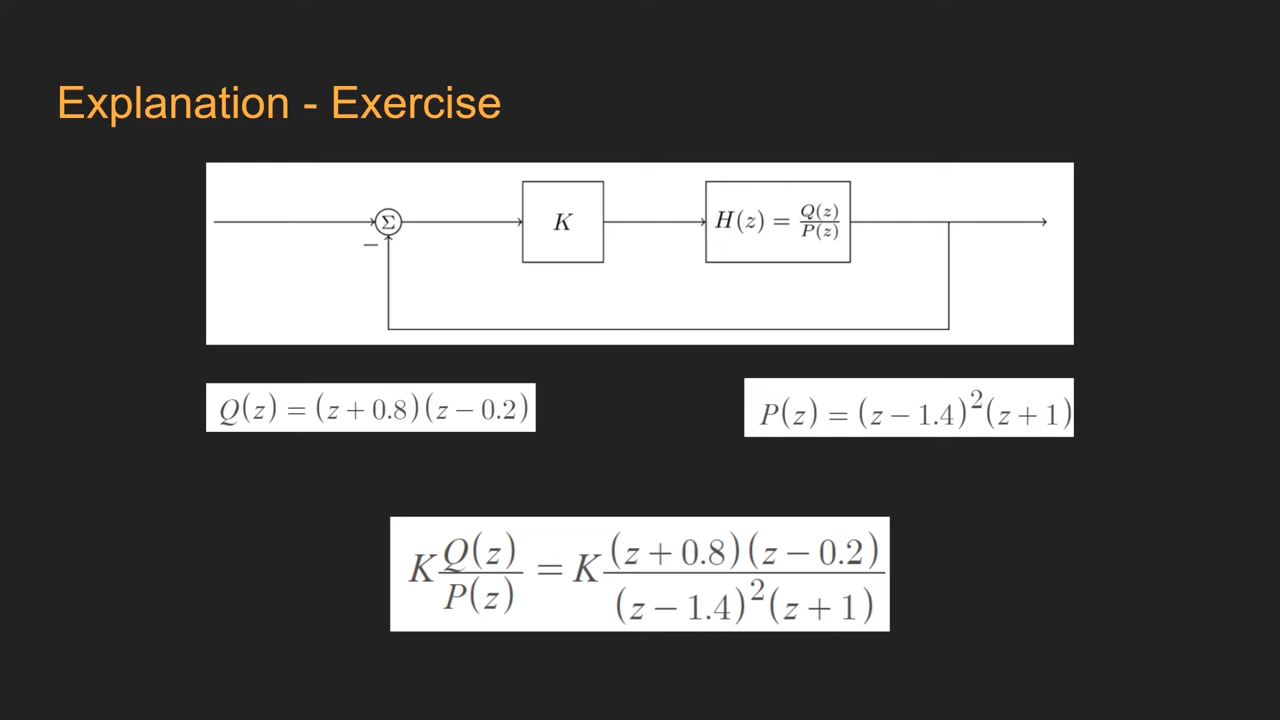 Explanation - Exercise
Σ
−
K
H(z) = Q(z)/P(z)
Q(z) = (z + 0.8)(z − 0.2)
P(z) = (z − 1.4)²(z + 1)
K Q(z)/P(z) = K (z + 0.8)(z − 0.2)/(z − 1.4)²(z + 1)